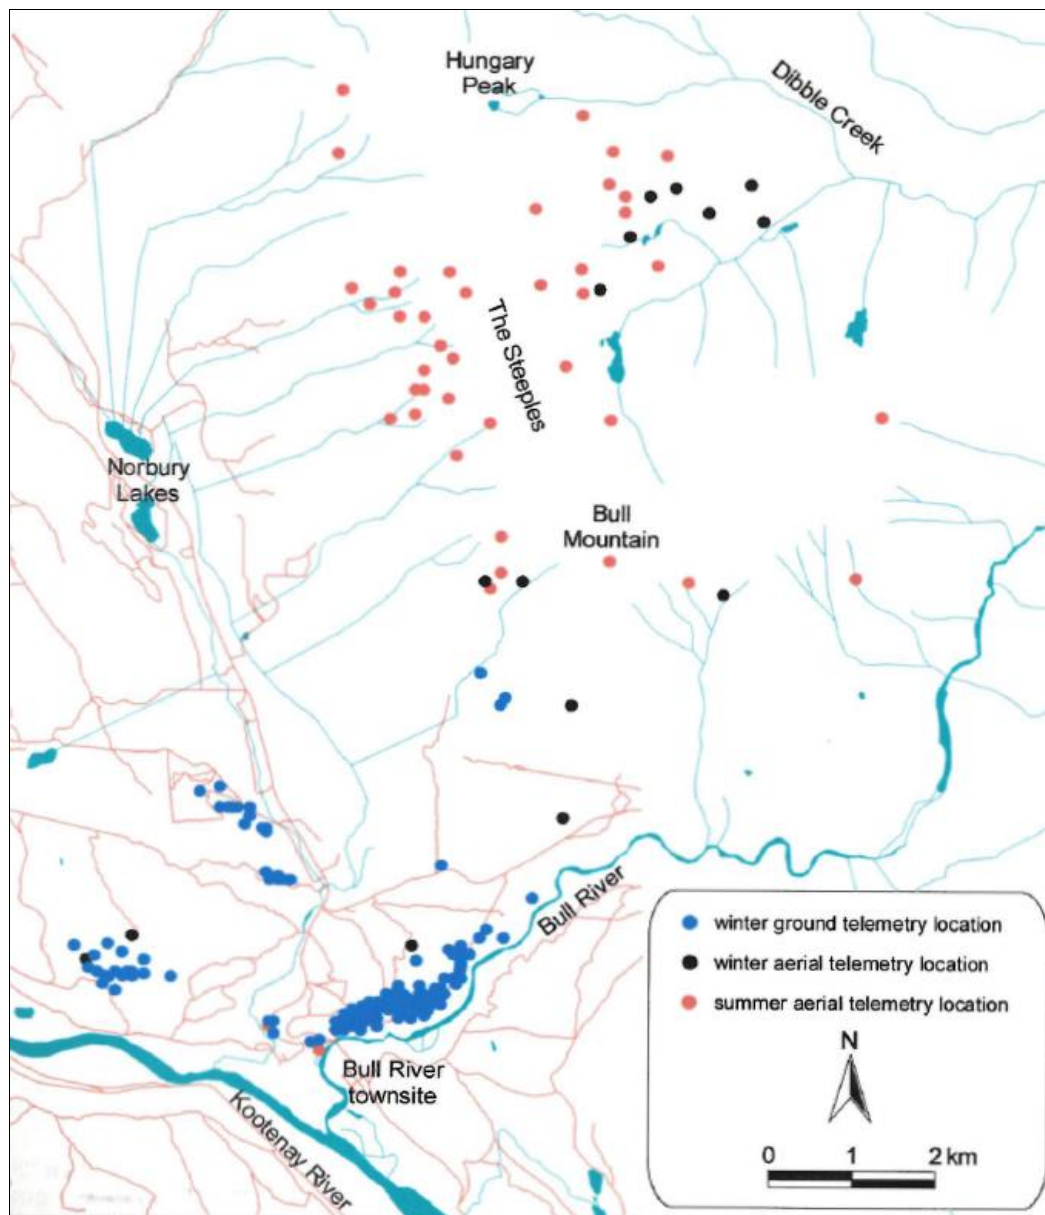 Hungary
Peak
Dibble Creek
The Steeples
Norbury
Lakes
Bull
Mountain
Bull River
winter ground telemetry location
winter aerial telemetry location
summer aerial telemetry location
N
Bull River
townsite
Kootenay River
0 1 2 km